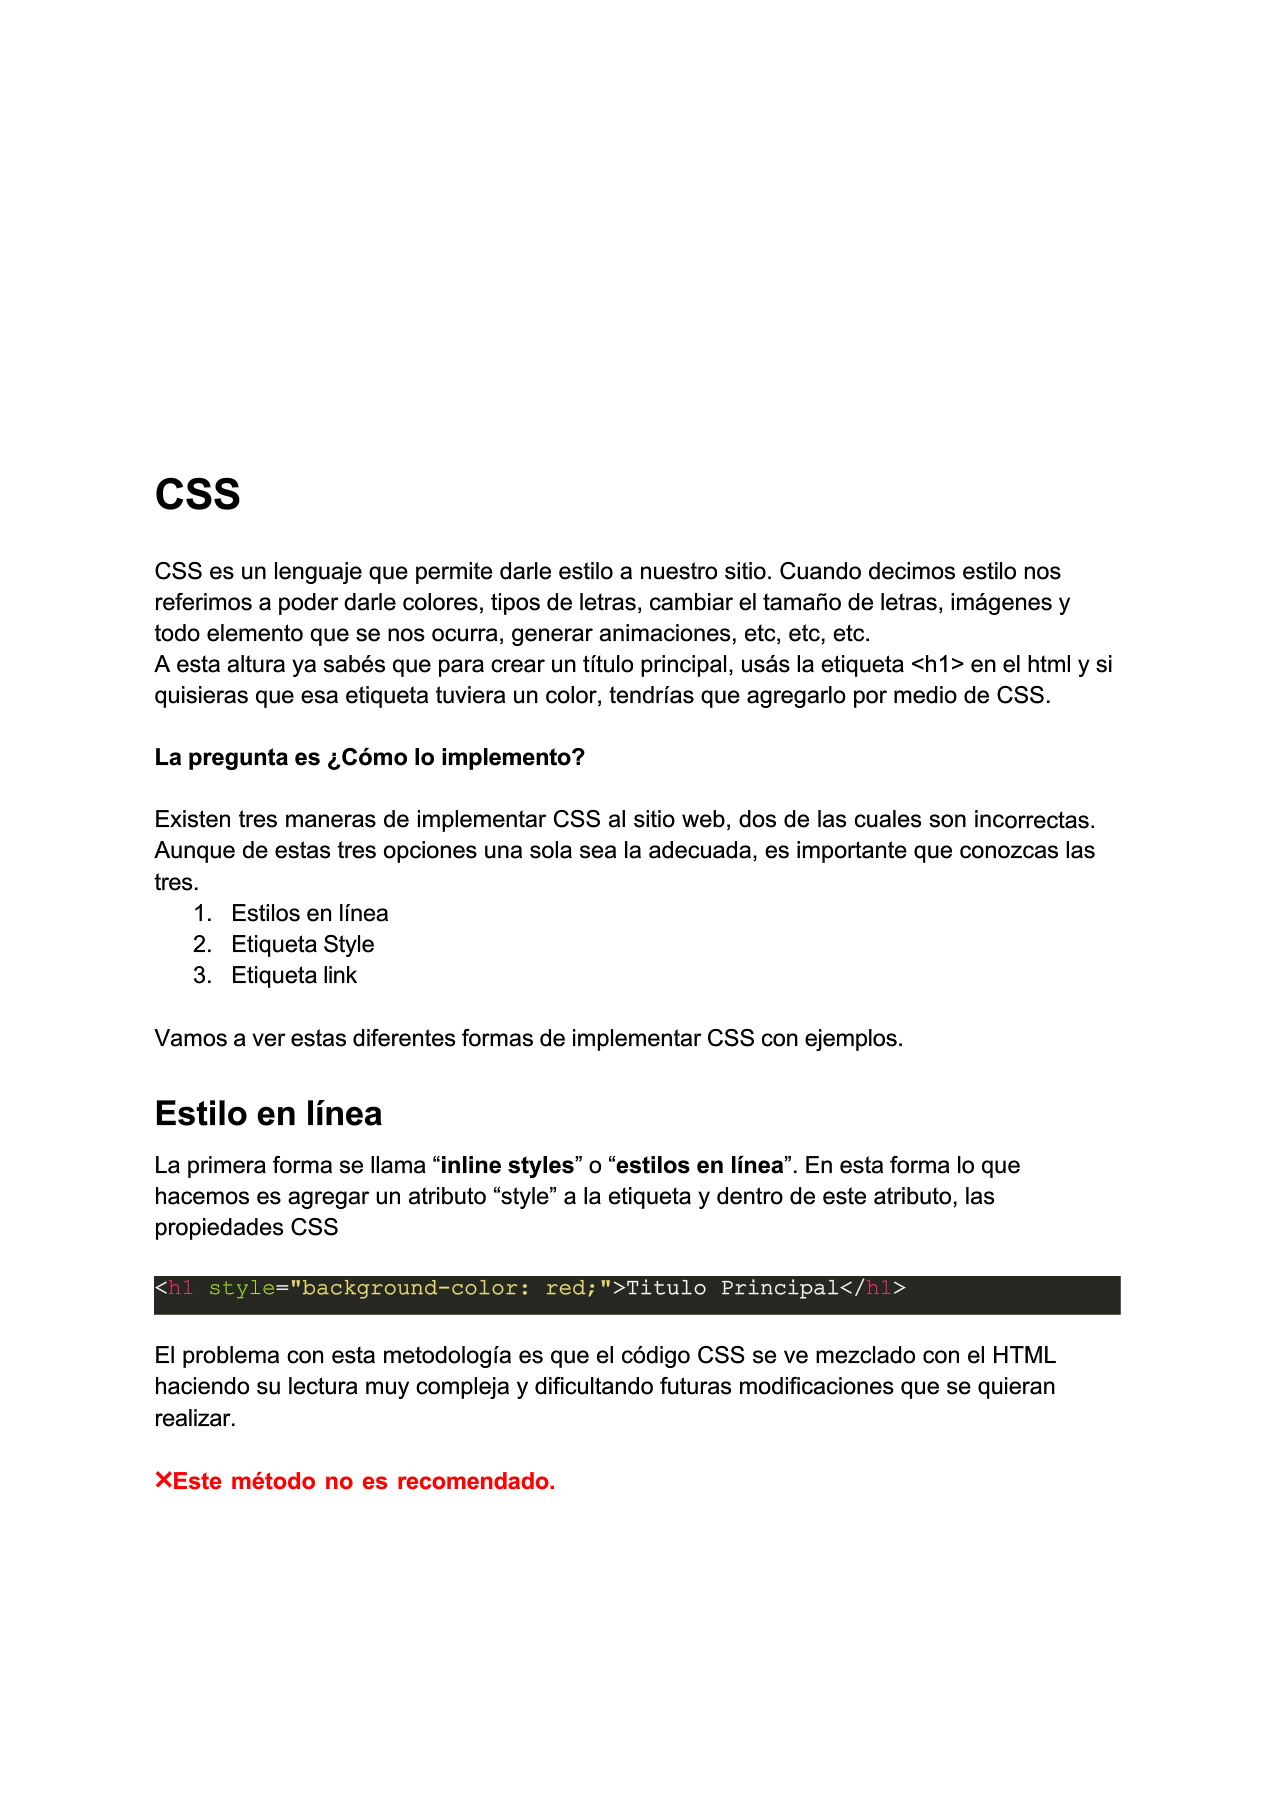 CSS
CSS es un lenguaje que permite darle estilo a nuestro sitio. Cuando decimos estilo nos
referimos a poder darle colores, tipos de letras, cambiar el tamaño de letras, imágenes y
todo elemento que se nos ocurra, generar animaciones, etc, etc, etc.
A esta altura ya sabés que para crear un título principal, usás la etiqueta <h1> en el html y si
quisieras que esa etiqueta tuviera un color, tendrías que agregarlo por medio de CSS.
La pregunta es ¿Cómo lo implemento?
Existen tres maneras de implementar CSS al sitio web, dos de las cuales son incorrectas.
Aunque de estas tres opciones una sola sea la adecuada, es importante que conozcas las
tres.
1. Estilos en línea
2. Etiqueta Style
3. Etiqueta link
Vamos a ver estas diferentes formas de implementar CSS con ejemplos.
Estilo en línea
La primera forma se llama “inline styles” o “estilos en línea”. En esta forma lo que
hacemos es agregar un atributo “style” a la etiqueta y dentro de este atributo, las
propiedades CSS
<h1 style="background-color: red;">Titulo Principal</h1>
El problema con esta metodología es que el código CSS se ve mezclado con el HTML
haciendo su lectura muy compleja y dificultando futuras modificaciones que se quieran
realizar.
❌Este método no es recomendado.